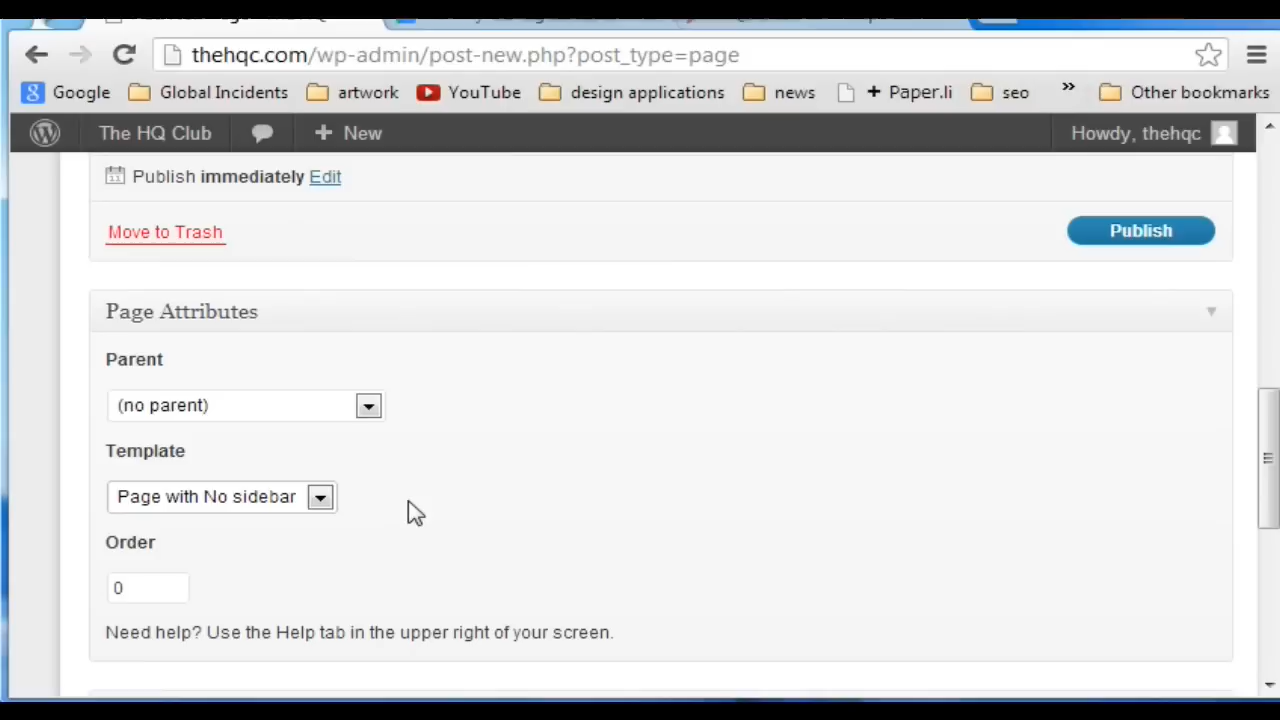 thehqc.com/wp-admin/post-new.php?post_type=page
Google Global Incidents artwork YouTube design applications news + Paper.li seo » Other bookmarks
The HQ Club + New Howdy, thehqc
Publish immediately Edit
Move to Trash Publish
Page Attributes
Parent
(no parent)
Template
Page with No sidebar
Order
0
Need help? Use the Help tab in the upper right of your screen.